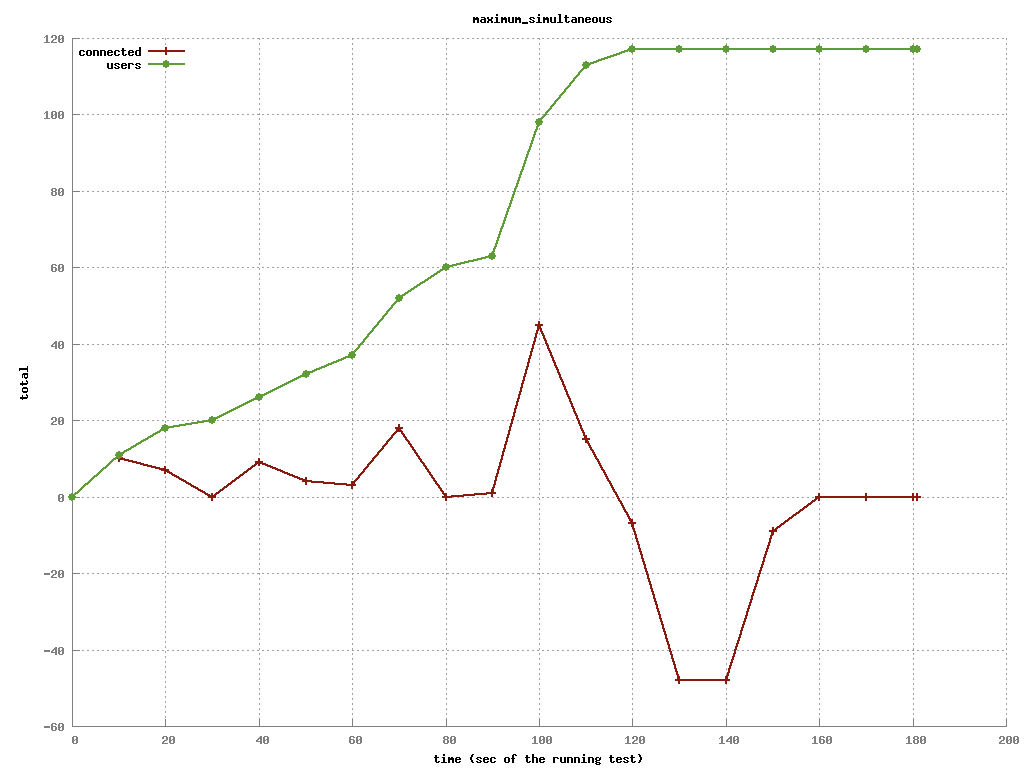 maximum_simultaneous
connected
users
120
100
80
60
40
20
0
-20
-40
-60
total
0 20 40 60 80 100 120 140 160 180 200
time (sec of the running test)